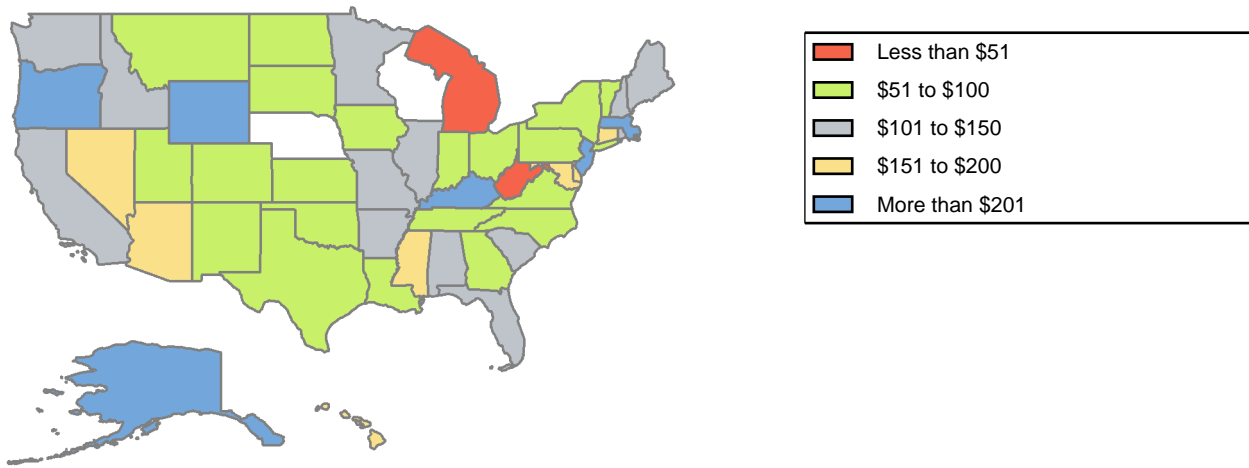 Less than $51
$51 to $100
$101 to $150
$151 to $200
More than $201